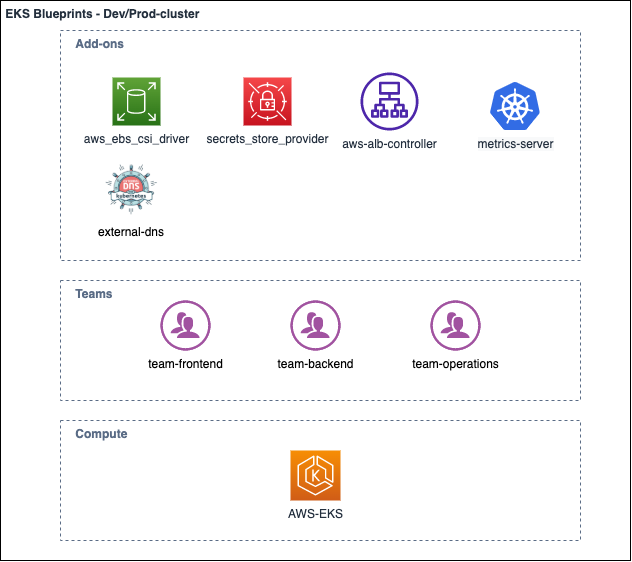 EKS Blueprints - Dev/Prod-cluster
Add-ons
aws_ebs_csi_driver
secrets_store_provider
aws-alb-controller
metrics-server
DNS
kubernetes
external-dns
Teams
team-frontend
team-backend
team-operations
Compute
K
AWS-EKS